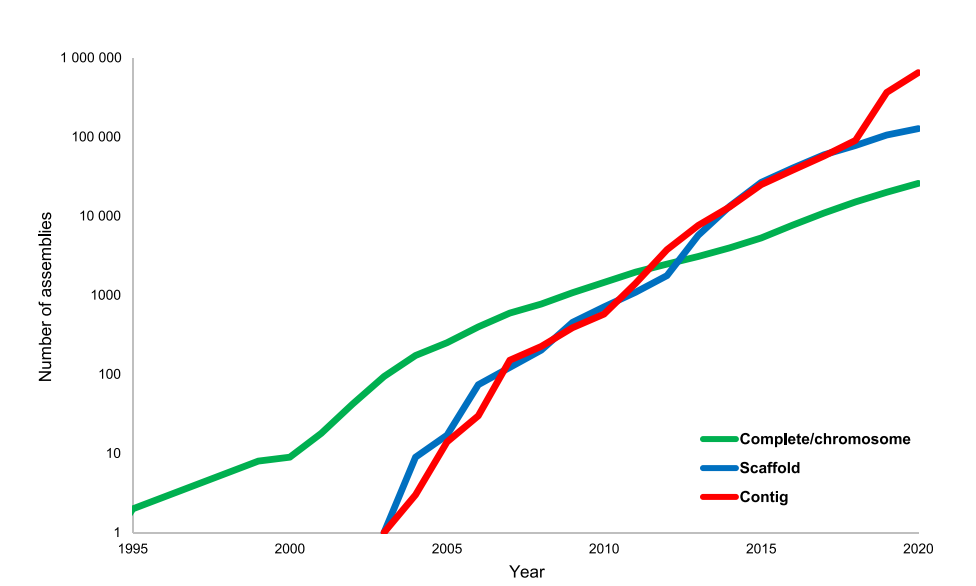 1 000 000
100 000
10 000
1000
100
10
1
Number of assemblies
Complete/chromosome
Scaffold
Contig
1995 2000 2005 2010 2015 2020
Year